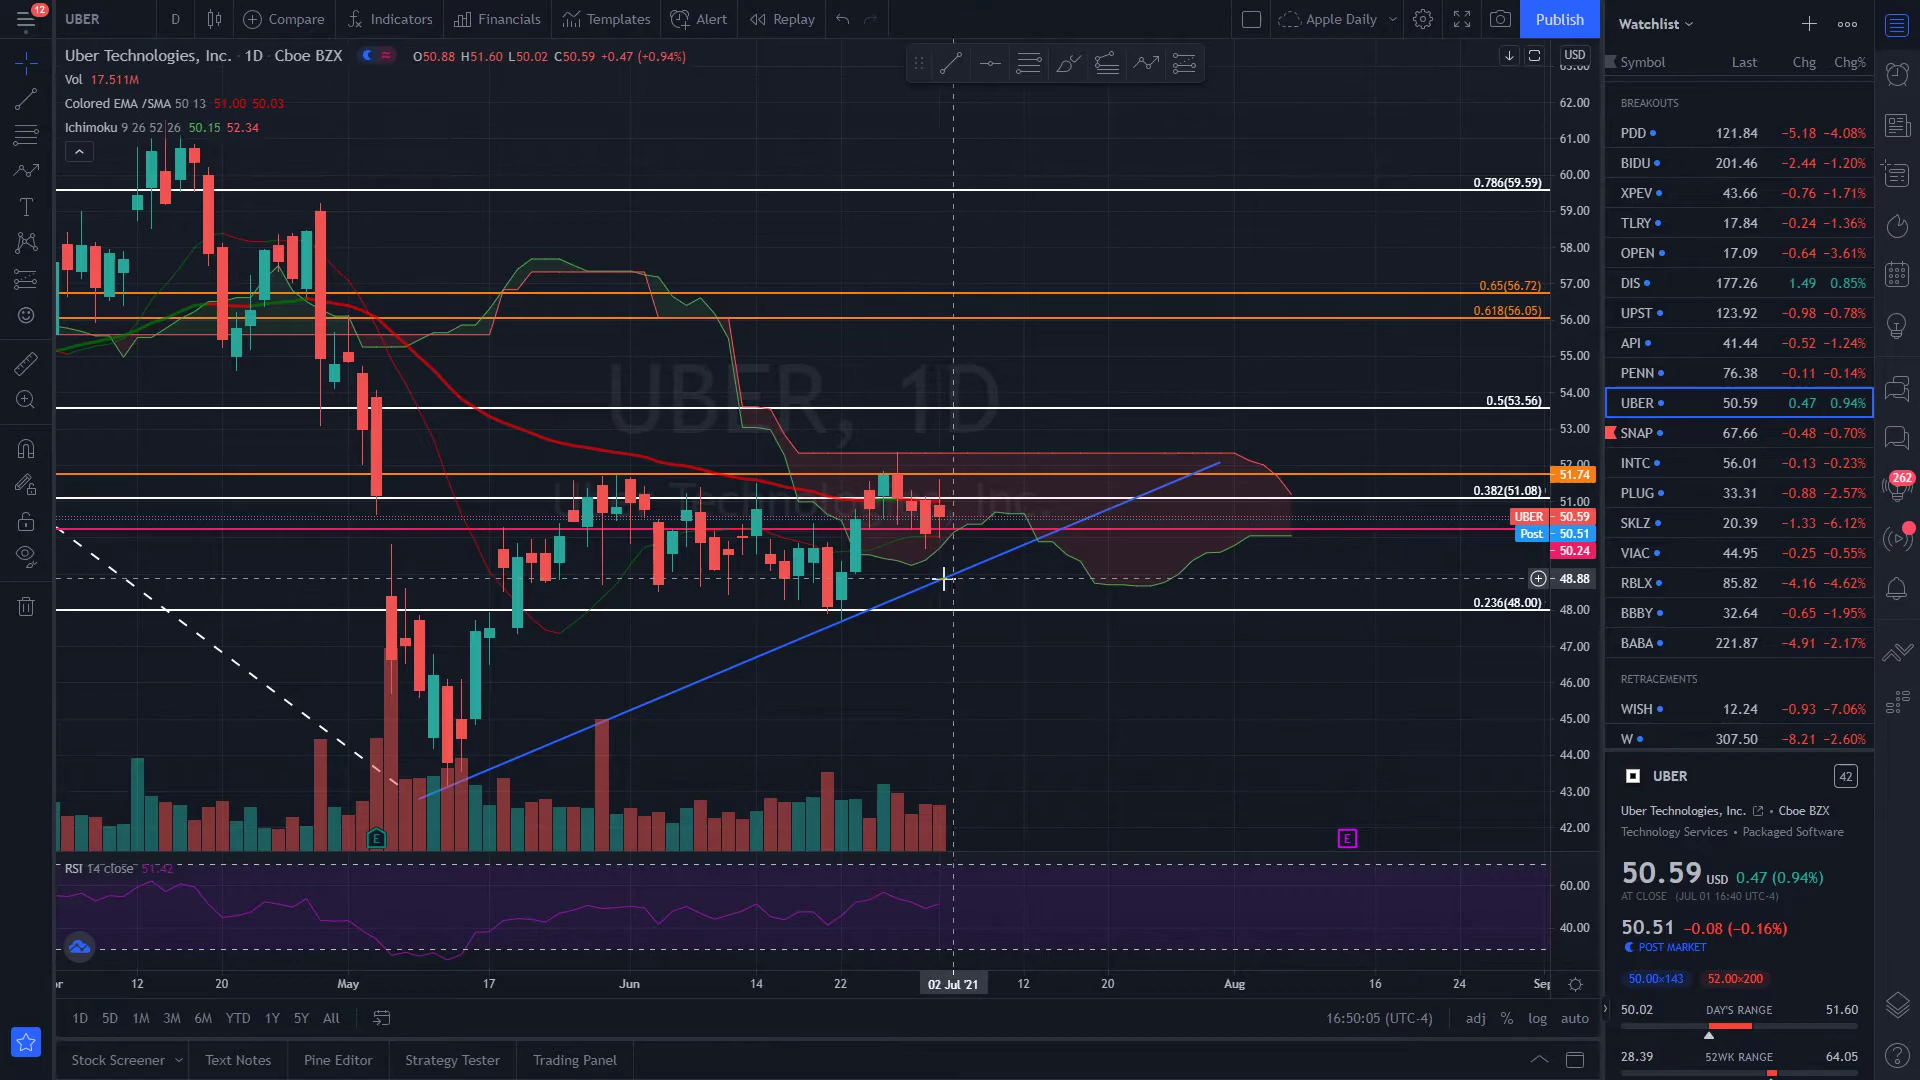 12
UBER D Compare Indicators Financials Templates Alert Replay Apple Daily Publish
Uber Technologies, Inc. · 1D · Cboe BZX O50.88 H51.60 L50.02 C50.59 +0.47 (+0.94%)
Vol 17.511M
Colored EMA /SMA 50 13 51.00 50.03
Ichimoku 9 26 52 26 50.15 52.34
UBER, 1D
Uber Technologies, Inc.
0.786(59.59)
0.65(56.72)
0.618(56.05)
0.5(53.56)
0.382(51.08)
0.236(48.00)
USD
63.00
62.00
61.00
60.00
59.00
58.00
57.00
56.00
55.00
54.00
53.00
52.00
51.74
51.00
UBER 50.59
Post 50.51
50.24
48.88
48.00
47.00
46.00
45.00
44.00
43.00
42.00
E
E
RSI 14 close 51.42
60.00
40.00
12 20 May 17 Jun 14 22 02 Jul '21 12 20 Aug 16 24 Sep
1D 5D 1M 3M 6M YTD 1Y 5Y All 16:50:05 (UTC-4) adj % log auto
Stock Screener Text Notes Pine Editor Strategy Tester Trading Panel
Watchlist
Symbol Last Chg Chg%
BREAKOUTS
PDD 121.84 −5.18 −4.08%
BIDU 201.46 −2.44 −1.20%
XPEV 43.66 −0.76 −1.71%
TLRY 17.84 −0.24 −1.36%
OPEN 17.09 −0.64 −3.61%
DIS 177.26 1.49 0.85%
UPST 123.92 −0.98 −0.78%
API 41.44 −0.52 −1.24%
PENN 76.38 −0.11 −0.14%
UBER 50.59 0.47 0.94%
SNAP 67.66 −0.48 −0.70%
INTC 56.01 −0.13 −0.23%
PLUG 33.31 −0.88 −2.57%
SKLZ 20.39 −1.33 −6.12%
VIAC 44.95 −0.25 −0.55%
RBLX 85.82 −4.16 −4.62%
BBBY 32.64 −0.65 −1.95%
BABA 221.87 −4.91 −2.17%
RETRACEMENTS
WISH 12.24 −0.93 −7.06%
W 307.50 −8.21 −2.60%
UBER 42
Uber Technologies, Inc. • Cboe BZX
Technology Services • Packaged Software
50.59 USD 0.47 (0.94%)
AT CLOSE (JUL 01 16:40 UTC-4)
50.51 −0.08 (−0.16%)
POST MARKET
50.00×143 52.00×200
50.02 DAY'S RANGE 51.60
28.39 52WK RANGE 64.05
262